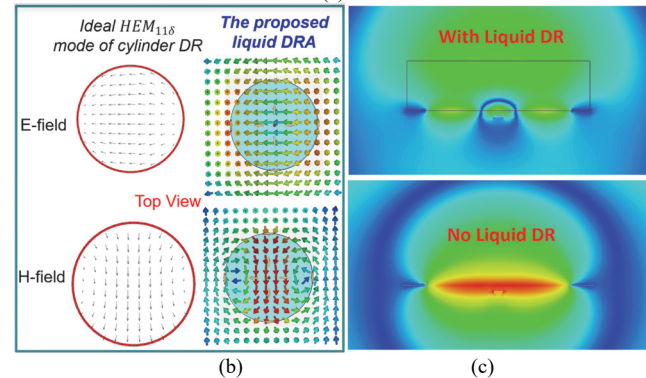 Ideal HEM₁₁δ
mode of cylinder DR
The proposed
liquid DRA
E-field
Top View
H-field
(b)
With Liquid DR
No Liquid DR
(c)